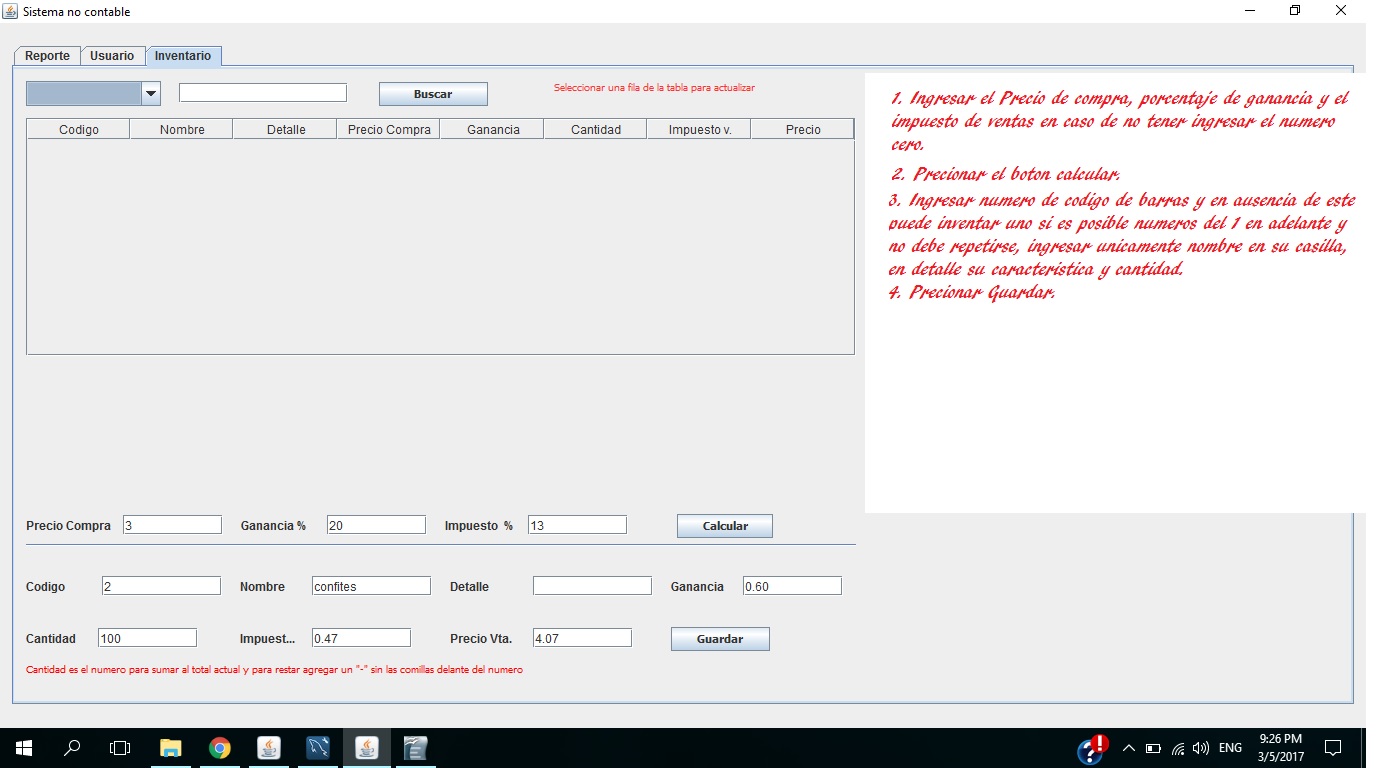 Sistema no contable
Reporte Usuario Inventario
Buscar Seleccionar una fila de la tabla para actualizar
Codigo Nombre Detalle Precio Compra Ganancia Cantidad Impuesto v. Precio
1. Ingresar el Precio de compra, porcentaje de ganancia y el
impuesto de ventas en caso de no tener ingresar el numero
cero.
2. Precionar el boton calcular.
3. Ingresar numero de codigo de barras y en ausencia de este
puede inventar uno si es posible numeros del 1 en adelante y
no debe repetirse, ingresar unicamente nombre en su casilla,
en detalle su caracteristica y cantidad.
4. Precionar Guardar.
Precio Compra 3 Ganancia % 20 Impuesto % 13 Calcular
Codigo 2 Nombre confites Detalle Ganancia 0.60
Cantidad 100 Impuest... 0.47 Precio Vta. 4.07 Guardar
Cantidad es el numero para sumar al total actual y para restar agregar un "-" sin las comillas delante del numero
ENG 9:26 PM
3/5/2017